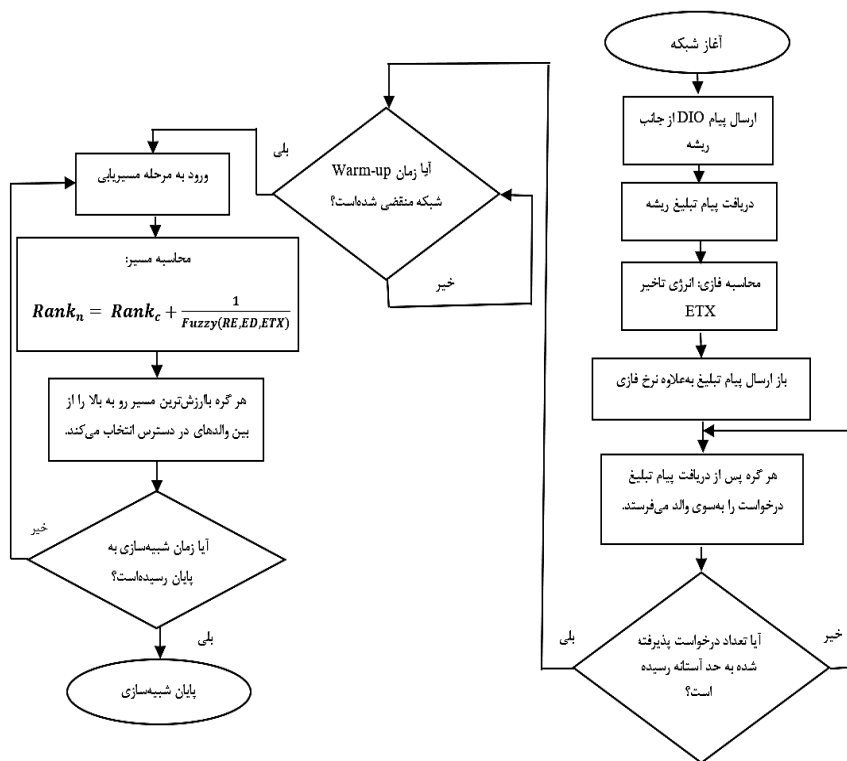 آغاز شبکه
ارسال پیام DIO از جانب
ریشه
دریافت پیام تبلیغ ریشه
محاسبه فازی: انرژی تاخیر
ETX
باز ارسال پیام تبلیغ به‌علاوه نرخ فازی
هر گره پس از دریافت پیام تبلیغ
درخواست را به‌سوی والد می‌فرستد.
آیا تعداد درخواست پذیرفته
شده به حد آستانه رسیده
است؟
خیر
بلی
آیا زمان Warm-up
شبکه منقضی شده‌است؟
خیر
بلی
ورود به مرحله مسیریابی
محاسبه مسیر:
Rankₙ = Rank꜀ + 1/Fuzzy(RE,ED,ETX)
هر گره باارزش‌ترین مسیر رو به بالا را از
بین والدهای در دسترس انتخاب می‌کند.
آیا زمان شبیه‌سازی به
پایان رسیده‌است؟
خیر
بلی
پایان شبیه‌سازی